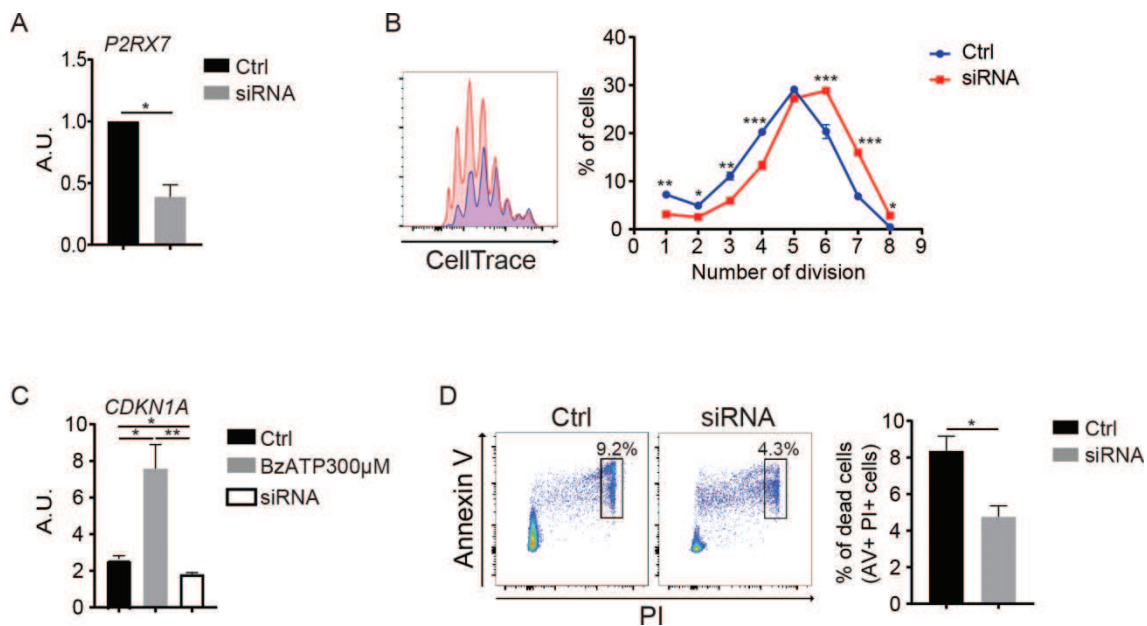 A
P2RX7
1.5
1.0
0.5
0.0
A.U.
*
Ctrl
siRNA
B
CellTrace
40
30
20
10
0
% of cells
** * ** *** *** *** *
1 2 3 4 5 6 7 8 9
Number of division
Ctrl
siRNA
C
CDKN1A
10
8
6
4
2
0
A.U.
*
* **
Ctrl
BzATP300µM
siRNA
D
Ctrl siRNA
9.2% 4.3%
Annexin V
PI
10
8
6
4
2
0
% of dead cells
(AV+ PI+ cells)
*
Ctrl
siRNA